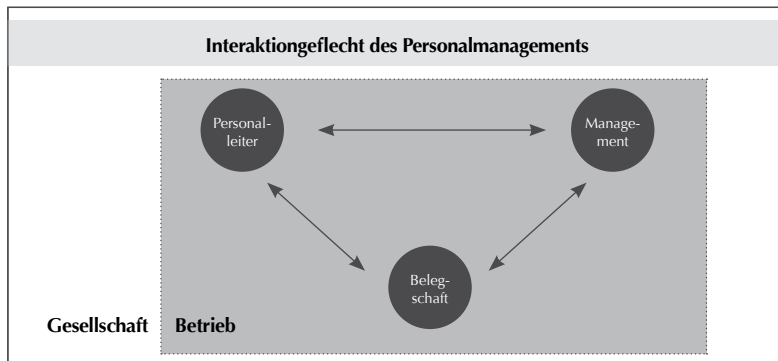 Interaktiongeflecht des Personalmanagements
Personal-
leiter
Manage-
ment
Beleg-
schaft
Gesellschaft
Betrieb